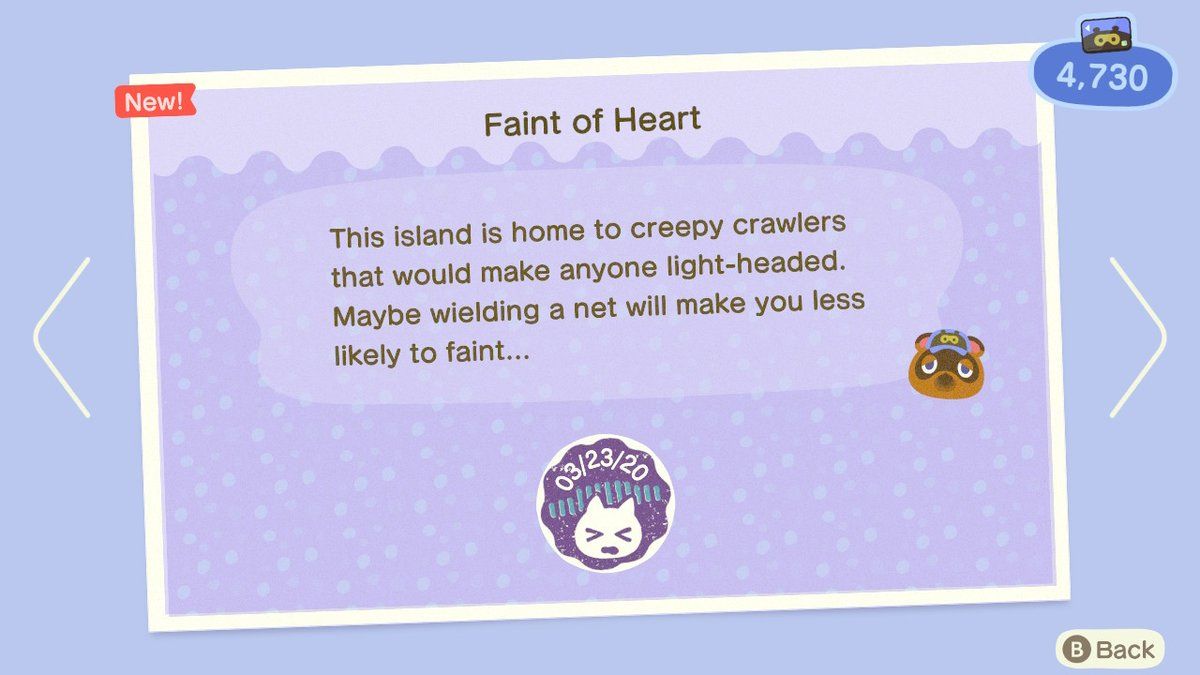 4,730
New!
Faint of Heart
This island is home to creepy crawlers
that would make anyone light-headed.
Maybe wielding a net will make you less
likely to faint...
03/23/20
B Back